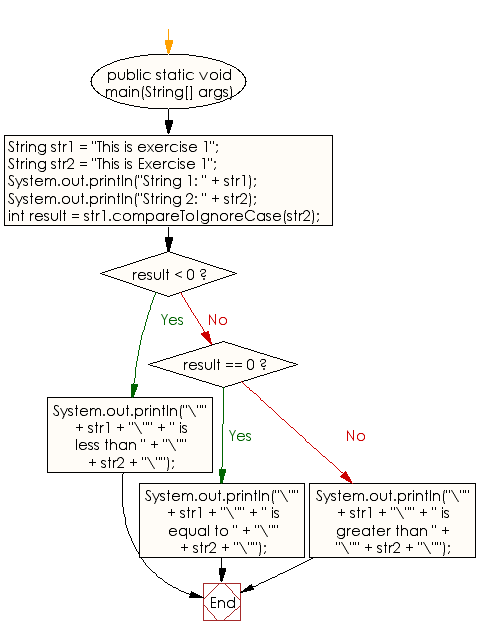 public static void
main(String[] args)
String str1 = "This is exercise 1";
String str2 = "This is Exercise 1";
System.out.println("String 1: " + str1);
System.out.println("String 2: " + str2);
int result = str1.compareToIgnoreCase(str2);
result < 0 ?
Yes
No
result == 0 ?
System.out.println("\""
+ str1 + "\"" + " is
less than " + "\""
+ str2 + "\"");
Yes
No
System.out.println("\""
+ str1 + "\"" + " is
equal to " + "\""
+ str2 + "\"");
System.out.println("\""
+ str1 + "\"" + " is
greater than " +
"\"" + str2 + "\"");
End